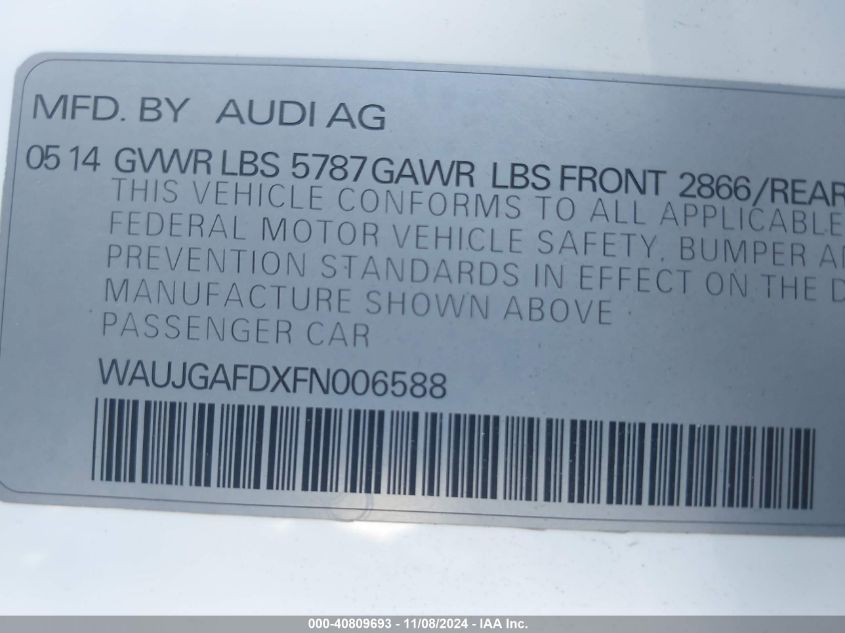 MFD. BY AUDI AG
05 14 GVWR LBS 5787 GAWR LBS FRONT 2866/REAR
THIS VEHICLE CONFORMS TO ALL APPLICABLE
FEDERAL MOTOR VEHICLE SAFETY, BUMPER A
PREVENTION STANDARDS IN EFFECT ON THE D
MANUFACTURE SHOWN ABOVE
PASSENGER CAR
WAUJGAFDXFN006588
000-40809693 - 11/08/2024 - IAA Inc.